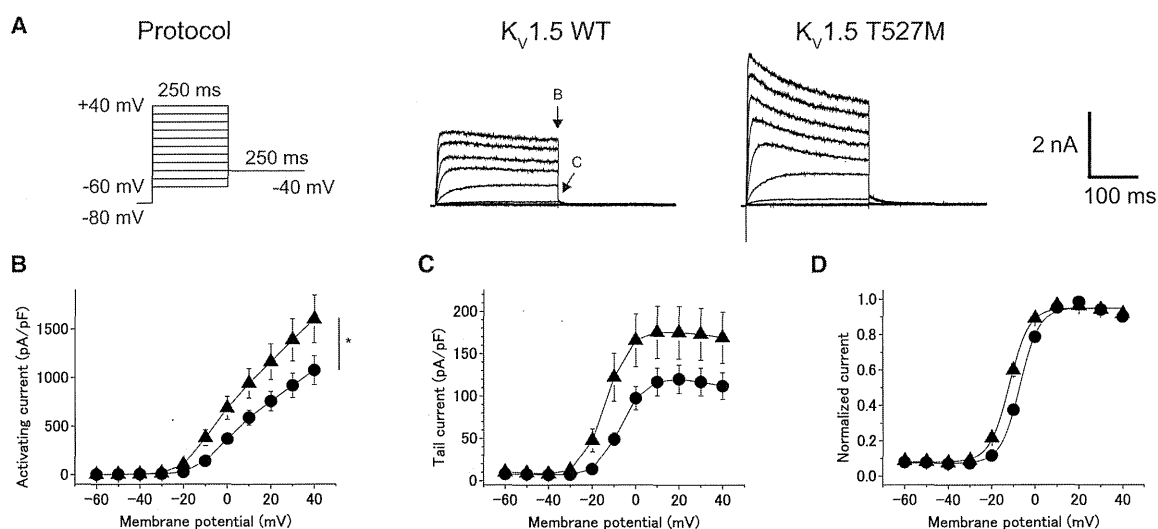 A
Protocol
Kv1.5 WT
Kv1.5 T527M
250 ms
+40 mV
250 ms
-60 mV
-40 mV
-80 mV
B
C
2 nA
100 ms
B
Activating current (pA/pF)
1500
1000
500
0
*
-60 -40 -20 0 20 40
Membrane potential (mV)
C
Tail current (pA/pF)
200
150
100
50
0
-60 -40 -20 0 20 40
Membrane potential (mV)
D
Normalized current
1.0
0.8
0.6
0.4
0.2
0.0
-60 -40 -20 0 20 40
Membrane potential (mV)